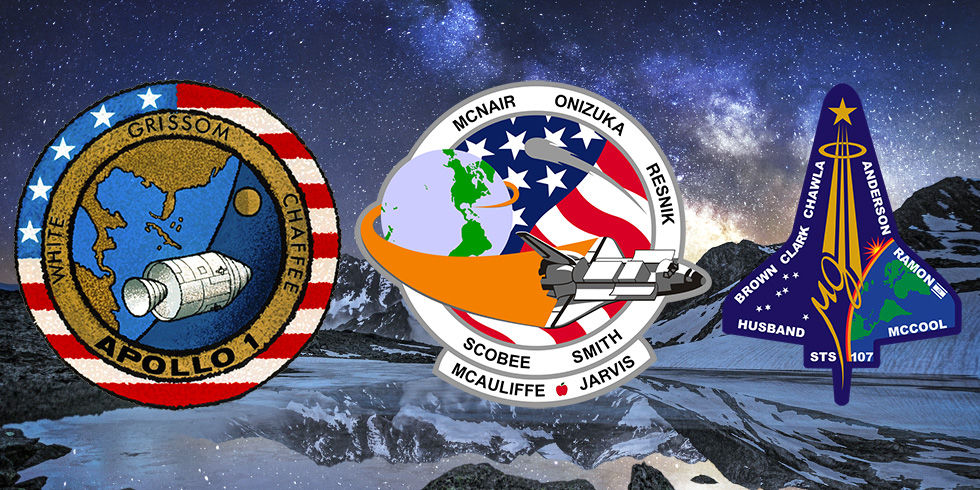 WHITE
GRISSOM
CHAFFEE
APOLLO 1
MCNAIR
ONIZUKA
RESNIK
SCOBEE
SMITH
MCAULIFFE
JARVIS
BROWN
CLARK
CHAWLA
ANDERSON
RAMON
HUSBAND
MCCOOL
STS 107